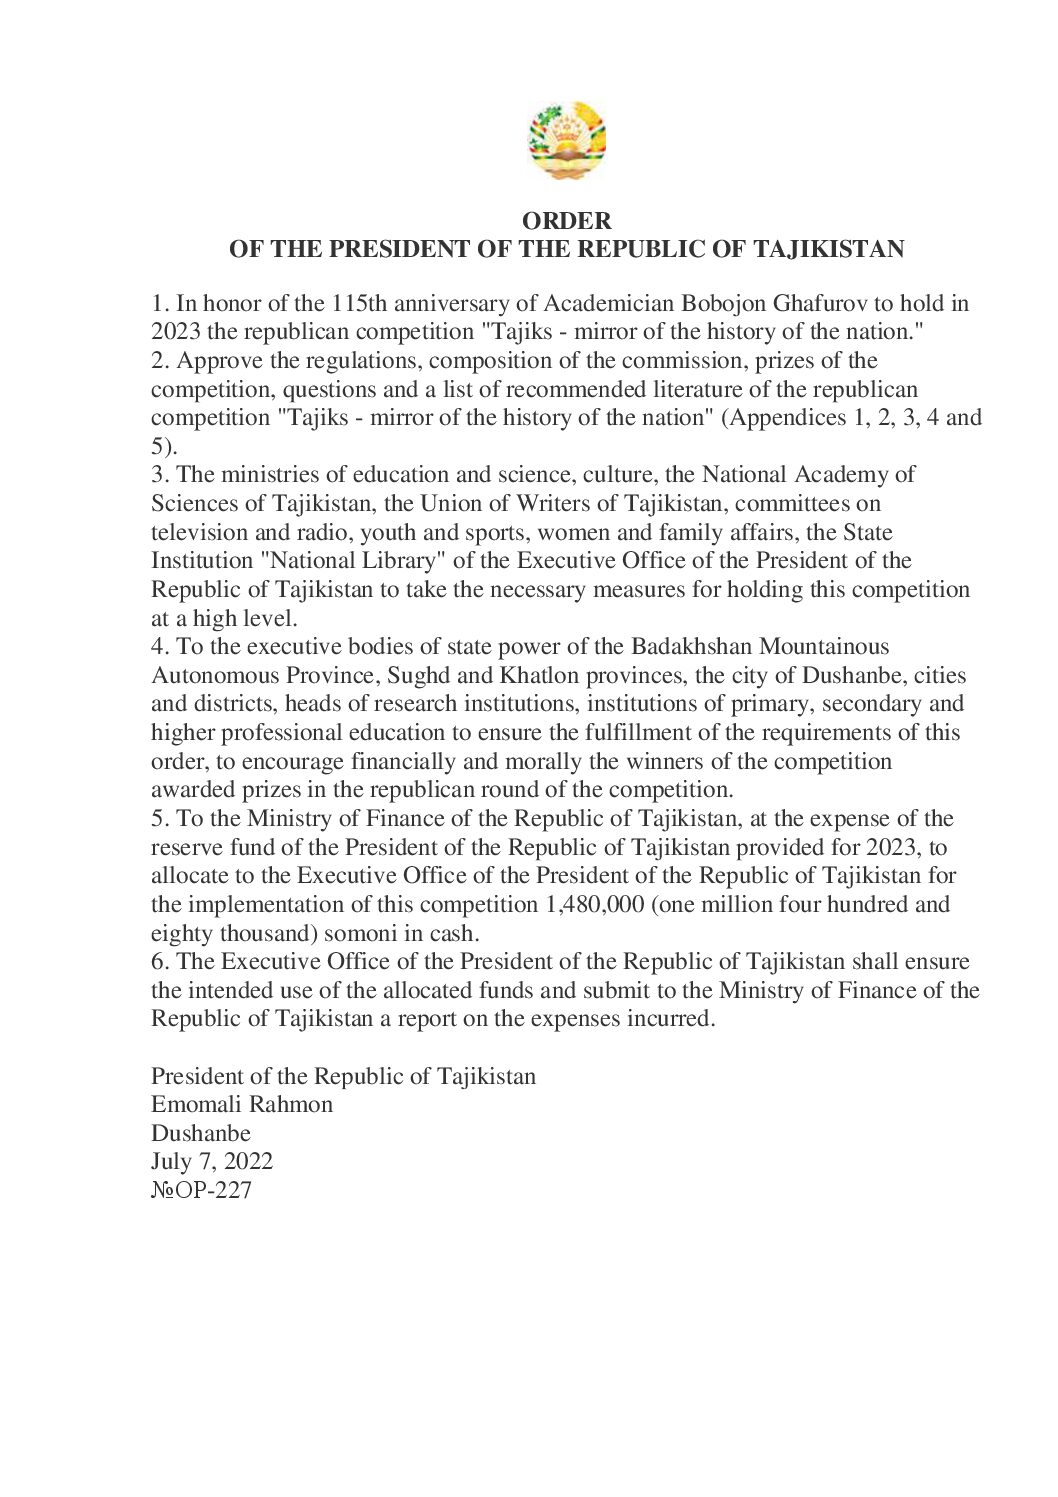 ORDER
OF THE PRESIDENT OF THE REPUBLIC OF TAJIKISTAN
1. In honor of the 115th anniversary of Academician Bobojon Ghafurov to hold in
2023 the republican competition "Tajiks - mirror of the history of the nation."
2. Approve the regulations, composition of the commission, prizes of the
competition, questions and a list of recommended literature of the republican
competition "Tajiks - mirror of the history of the nation" (Appendices 1, 2, 3, 4 and
5).
3. The ministries of education and science, culture, the National Academy of
Sciences of Tajikistan, the Union of Writers of Tajikistan, committees on
television and radio, youth and sports, women and family affairs, the State
Institution "National Library" of the Executive Office of the President of the
Republic of Tajikistan to take the necessary measures for holding this competition
at a high level.
4. To the executive bodies of state power of the Badakhshan Mountainous
Autonomous Province, Sughd and Khatlon provinces, the city of Dushanbe, cities
and districts, heads of research institutions, institutions of primary, secondary and
higher professional education to ensure the fulfillment of the requirements of this
order, to encourage financially and morally the winners of the competition
awarded prizes in the republican round of the competition.
5. To the Ministry of Finance of the Republic of Tajikistan, at the expense of the
reserve fund of the President of the Republic of Tajikistan provided for 2023, to
allocate to the Executive Office of the President of the Republic of Tajikistan for
the implementation of this competition 1,480,000 (one million four hundred and
eighty thousand) somoni in cash.
6. The Executive Office of the President of the Republic of Tajikistan shall ensure
the intended use of the allocated funds and submit to the Ministry of Finance of the
Republic of Tajikistan a report on the expenses incurred.
President of the Republic of Tajikistan
Emomali Rahmon
Dushanbe
July 7, 2022
№OP-227